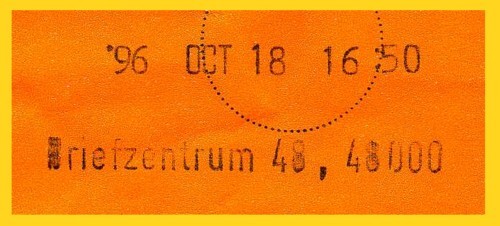 '96 OCT 18 16 50
Briefzentrum 48, 48000